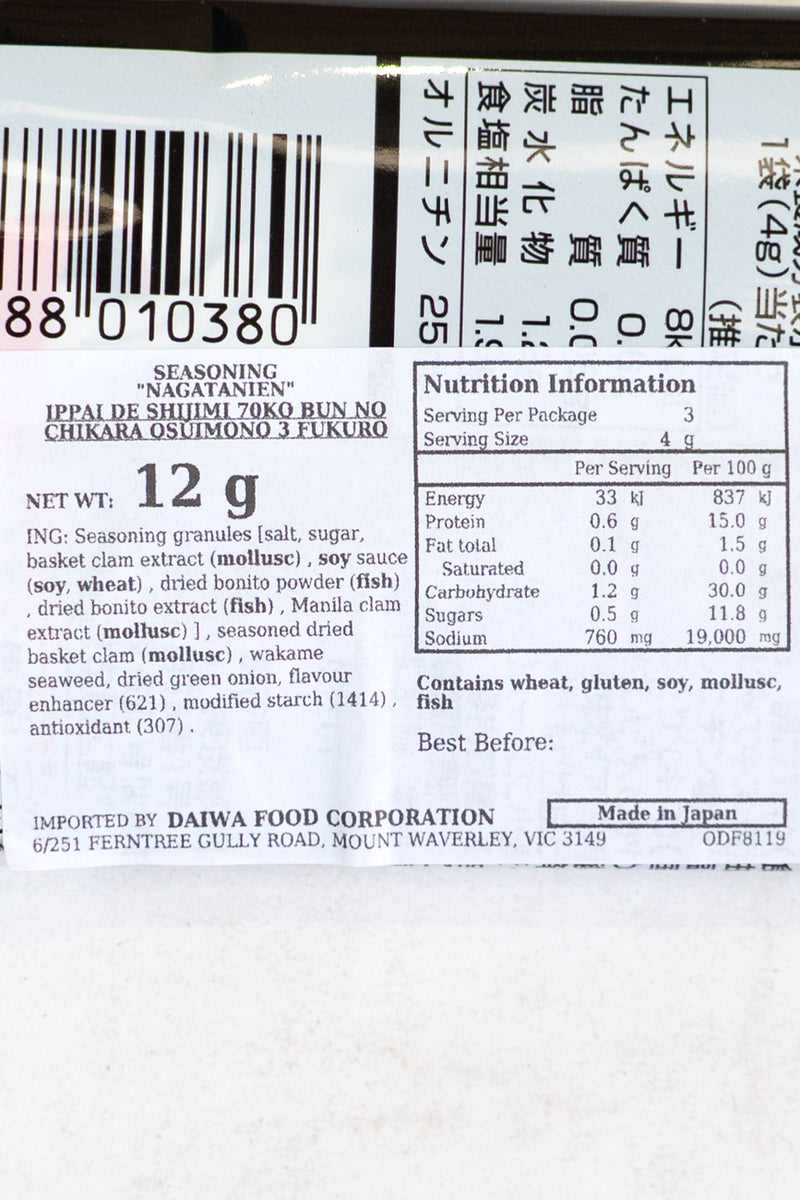 88 010380
1袋(4g)当た
(推
エネルギー 8k
たんぱく質 0.
脂質 0.0
炭水化物 1.2
食塩相当量 1.9
オルニチン 25
SEASONING
"NAGATANIEN"
IPPAI DE SHIJIMI 70KO BUN NO
CHIKARA OSUIMONO 3 FUKURO
NET WT: 12 g
ING: Seasoning granules [salt, sugar,
basket clam extract (mollusc) , soy sauce
(soy, wheat) , dried bonito powder (fish)
, dried bonito extract (fish) , Manila clam
extract (mollusc) ] , seasoned dried
basket clam (mollusc) , wakame
seaweed, dried green onion, flavour
enhancer (621) , modified starch (1414) ,
antioxidant (307) .
Nutrition Information
Serving Per Package 3
Serving Size 4 g
Per Serving Per 100 g
Energy 33 kJ 837 kJ
Protein 0.6 g 15.0 g
Fat total 0.1 g 1.5 g
Saturated 0.0 g 0.0 g
Carbohydrate 1.2 g 30.0 g
Sugars 0.5 g 11.8 g
Sodium 760 mg 19,000 mg
Contains wheat, gluten, soy, mollusc,
fish
Best Before:
IMPORTED BY DAIWA FOOD CORPORATION
Made in Japan
6/251 FERNTREE GULLY ROAD, MOUNT WAVERLEY, VIC 3149
ODF8119